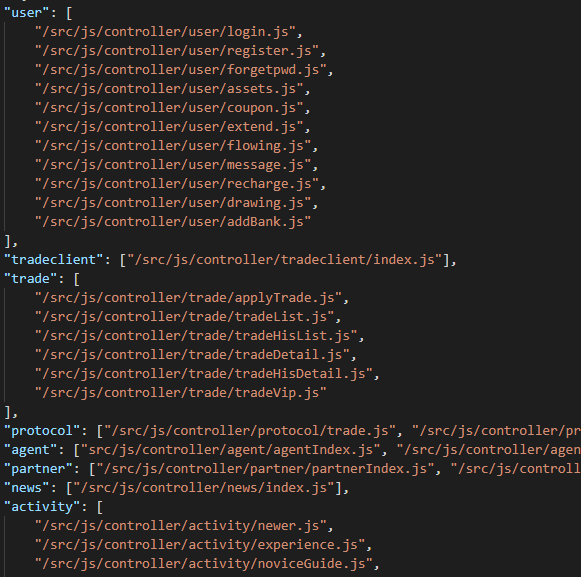 "user": [
"/src/js/controller/user/login.js",
"/src/js/controller/user/register.js",
"/src/js/controller/user/forgetpwd.js",
"/src/js/controller/user/assets.js",
"/src/js/controller/user/coupon.js",
"/src/js/controller/user/extend.js",
"/src/js/controller/user/flowing.js",
"/src/js/controller/user/message.js",
"/src/js/controller/user/recharge.js",
"/src/js/controller/user/drawing.js",
"/src/js/controller/user/addBank.js"
],
"tradeclient": ["/src/js/controller/tradeclient/index.js"],
"trade": [
"/src/js/controller/trade/applyTrade.js",
"/src/js/controller/trade/tradeList.js",
"/src/js/controller/trade/tradeHisList.js",
"/src/js/controller/trade/tradeDetail.js",
"/src/js/controller/trade/tradeHisDetail.js",
"/src/js/controller/trade/tradeVip.js"
],
"protocol": ["/src/js/controller/protocol/trade.js", "/src/js/controller/pr
"agent": ["src/js/controller/agent/agentIndex.js", "/src/js/controller/agen
"partner": ["/src/js/controller/partner/partnerIndex.js", "/src/js/controll
"news": ["/src/js/controller/news/index.js"],
"activity": [
"/src/js/controller/activity/newer.js",
"/src/js/controller/activity/experience.js",
"/src/js/controller/activity/noviceGuide.js",